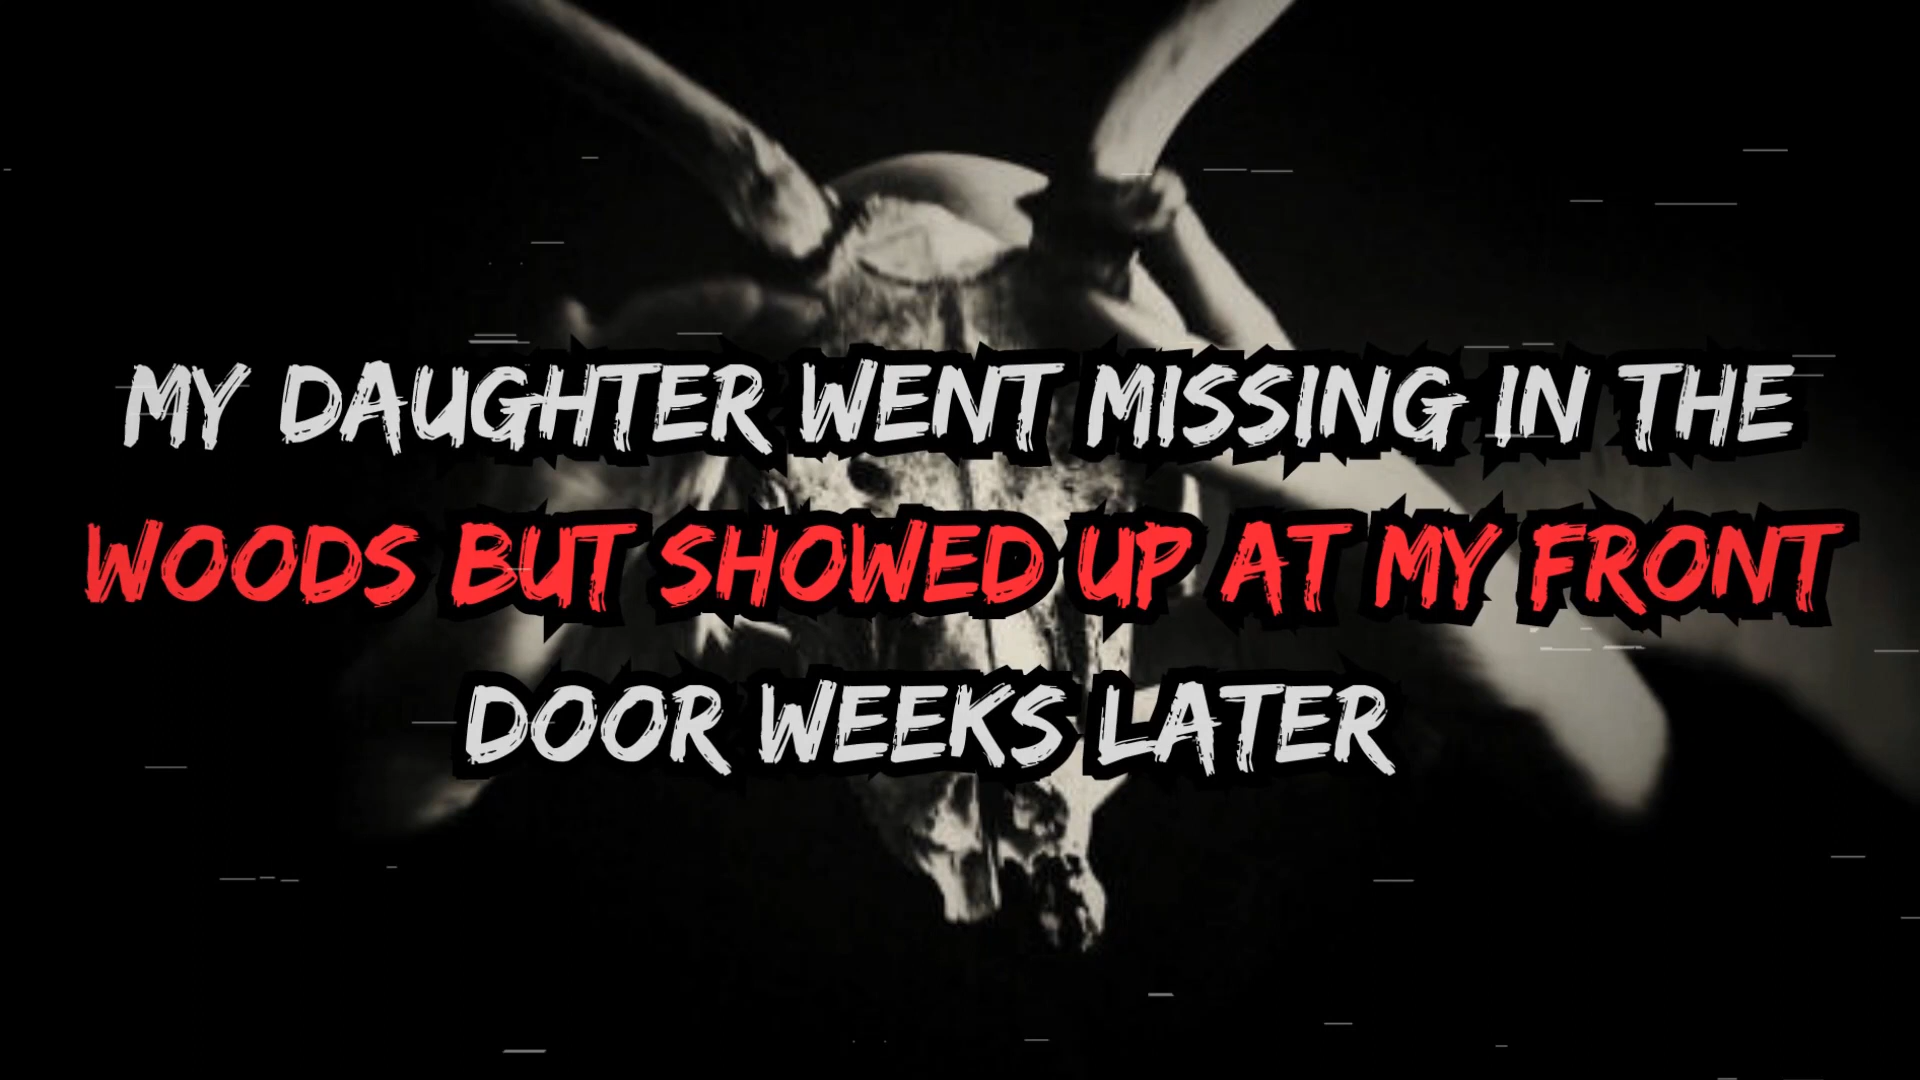 MY DAUGHTER WENT MISSING IN THE
WOODS BUT SHOWED UP AT MY FRONT
DOOR WEEKS LATER